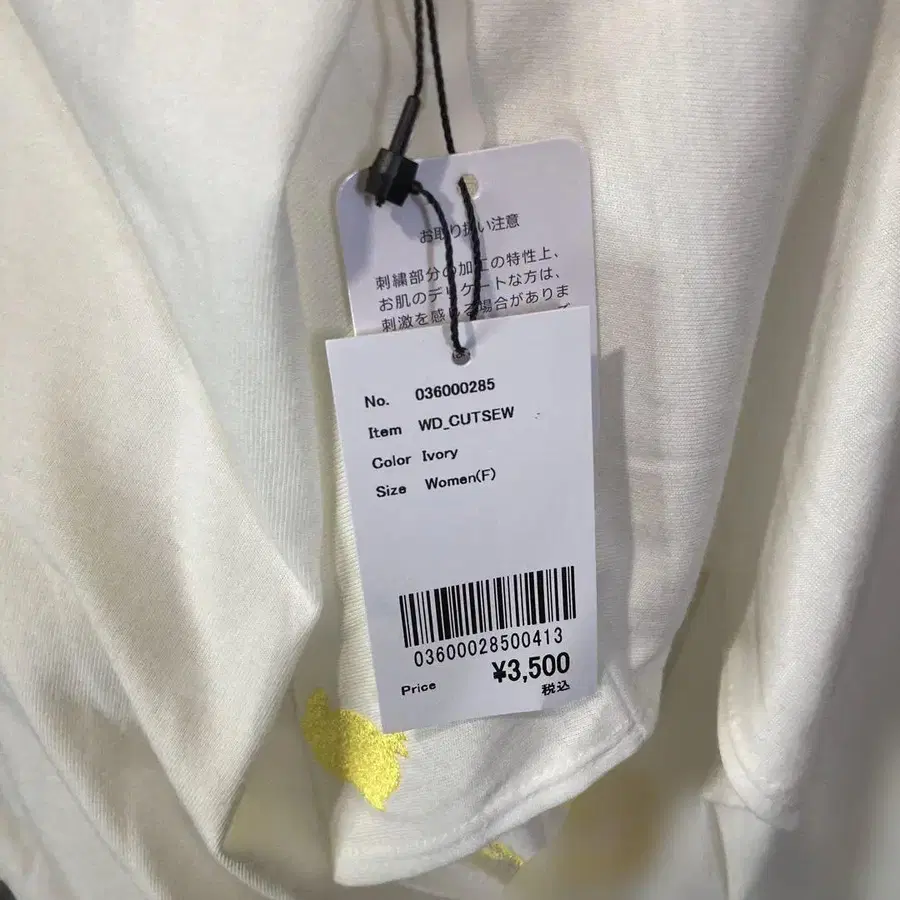 お取り扱い注意
刺繍部分の加工の特性上、
お肌のデリケートな方は、
刺激を感じる場合がありま
No. 036000285
Item WD_CUTSEW
Color Ivory
Size Women(F)
03600028500413
Price ¥3,500
税込